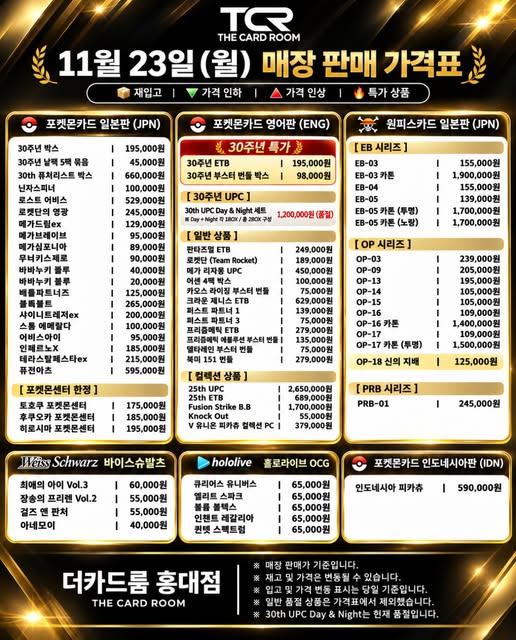 TCR
THE CARD ROOM
11월 23일 (월) 매장 판매 가격표
재입고 | 가격 인하 | 가격 인상 | 특가 상품
포켓몬카드 일본판 (JPN)
30주년 박스 | 195,000원
30주년 낱팩 5팩 묶음 | 45,000원
30th 퓨처리스트 박스 | 660,000원
닌자스피너 | 100,000원
로스트 어비스 | 529,000원
로켓단의 영광 | 245,000원
메가드림ex | 129,000원
메가브레이브 | 95,000원
메가심포니아 | 89,000원
무니키스제로 | 90,000원
바바누키 블루 | 40,000원
바바누키 블루 | 20,000원
배틀파트너즈 | 125,000원
볼트볼트 | 265,000원
샤이니트레저ex | 200,000원
스톰 에메랄다 | 100,000원
어비스아이 | 95,000원
인페르노X | 185,000원
테라스탈페스타ex | 215,000원
퓨전아츠 | 595,000원
[ 포켓몬센터 한정 ]
토호쿠 포켓몬센터 | 175,000원
후쿠오카 포켓몬센터 | 185,000원
히로시마 포켓몬센터 | 195,000원
포켓몬카드 영어판 (ENG)
30주년 특가
30주년 ETB | 195,000원
30주년 부스터 번들 박스 | 98,000원
[ 30주년 UPC ]
30th UPC Day & Night 세트 1,200,000원 (품절)
※ Day + Night 각 1BOX / 총 2BOX 구성
[ 일반 상품 ]
판타즈멀 ETB | 249,000원
로켓단 (Team Rocket) | 189,000원
메가 리자몽 UPC | 450,000원
어센 4팩 박스 | 100,000원
카오스 라이징 부스터 번들 | 75,000원
크라운 제니스 ETB | 629,000원
퍼스트 파트너 1 | 139,000원
퍼스트 파트너 3 | 75,000원
프리즘매틱 ETB | 279,000원
프리즈매틱 에볼루션 부스터 번들 | 135,000원
델타레인 부스터 번들 | 75,000원
북미 151 번들 | 279,000원
[ 컬렉션 상품 ]
25th UPC | 2,650,000원
25th ETB | 689,000원
Fusion Strike B.B | 1,700,000원
Knock Out | 55,000원
V 유니온 피카츄 컬렉션 PC | 379,000원
원피스카드 일본판 (JPN)
[ EB 시리즈 ]
EB-03 | 155,000원
EB-03 카톤 | 1,900,000원
EB-04 | 155,000원
EB-05 | 139,000원
EB-05 카톤 (투명) | 1,700,000원
EB-05 카톤 (노랑) | 1,700,000원
[ OP 시리즈 ]
OP-03 | 239,000원
OP-09 | 205,000원
OP-13 | 195,000원
OP-14 | 105,000원
OP-15 | 105,000원
OP-16 | 109,000원
OP-16 카톤 | 1,400,000원
OP-17 | 109,000원
OP-17 카톤 (투명) | 1,500,000원
OP-18 신의 지배 | 125,000원
[ PRB 시리즈 ]
PRB-01 | 245,000원
Weiss Schwarz 바이스슈발츠
최애의 아이 Vol.3 | 60,000원
장송의 프리렌 Vol.2 | 55,000원
걸즈 앤 판처 | 55,000원
아네모이 | 40,000원
hololive 홀로라이브 OCG
큐리어스 유니버스 | 65,000원
엘리트 스파크 | 65,000원
볼륨 볼텍스 | 65,000원
인챈트 레갈리아 | 65,000원
퀸텟 스펙트럼 | 65,000원
포켓몬카드 인도네시아판 (IDN)
인도네시아 피카츄 | 590,000원
더카드룸 홍대점
THE CARD ROOM
※ 매장 판매가 기준입니다.
※ 재고 및 가격은 변동될 수 있습니다.
※ 입고 및 가격 변동 표시는 당일 기준입니다.
※ 일반 품절 상품은 가격표에서 제외했습니다.
※ 30th UPC Day & Night는 현재 품절입니다.